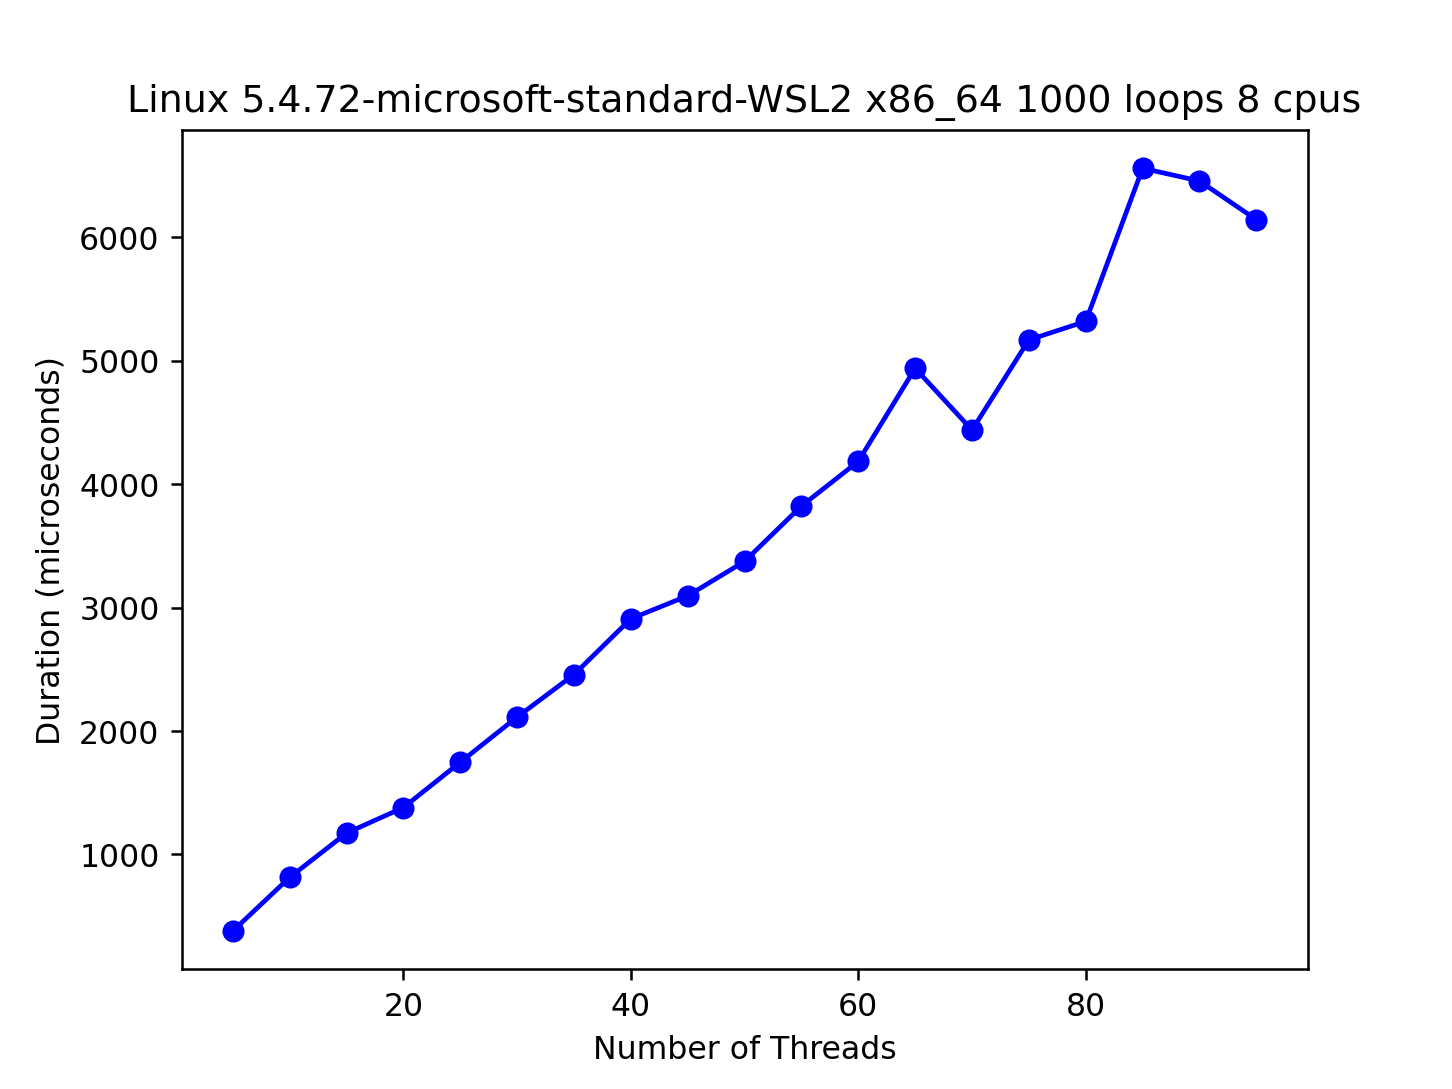 Linux 5.4.72-microsoft-standard-WSL2 x86_64 1000 loops 8 cpus
6000
5000
4000
3000
2000
1000
Duration (microseconds)
20 40 60 80
Number of Threads